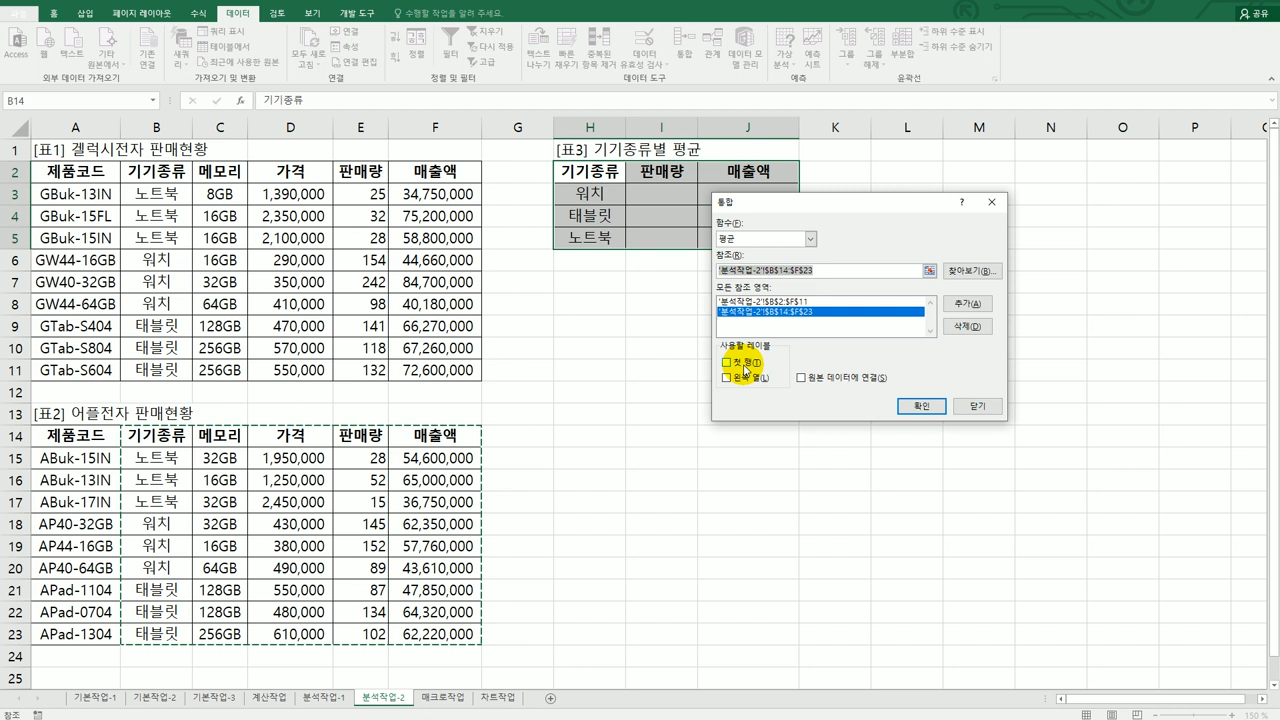 홈 삽입 페이지 레이아웃 수식 데이터 검토 보기 개발 도구 수행할 작업을 알려 주세요. 공유
Access 웹 텍스트 기타 원본에서 기존 연결 새쿼리 쿼리 표시 테이블에서 최근에 사용한 원본 모두 새로 고침 연결 속성 연결 편집 정렬 필터 지우기 다시 적용 고급 텍스트 나누기 빠른 채우기 중복된 항목 제거 데이터 유효성 검사 통합 관계 데이터 모델 관리 가상 분석 예측 시트 그룹 그룹 해제 부분합 하위 수준 표시 하위 수준 숨기기
외부 데이터 가져오기 가져오기 및 변환 연결 정렬 및 필터 데이터 도구 예측 윤곽선
B14 fx 기기종류
A B C D E F G H I J K L M N O P
1 [표1] 겔럭시전자 판매현황 [표3] 기기종류별 평균
2 제품코드 기기종류 메모리 가격 판매량 매출액 기기종류 판매량 매출액
3 GBuk-13IN 노트북 8GB 1,390,000 25 34,750,000 워치
4 GBuk-15FL 노트북 16GB 2,350,000 32 75,200,000 태블릿
5 GBuk-15IN 노트북 16GB 2,100,000 28 58,800,000 노트북
6 GW44-16GB 워치 16GB 290,000 154 44,660,000
7 GW40-32GB 워치 32GB 350,000 242 84,700,000
8 GW44-64GB 워치 64GB 410,000 98 40,180,000
9 GTab-S404 태블릿 128GB 470,000 141 66,270,000
10 GTab-S804 태블릿 256GB 570,000 118 67,260,000
11 GTab-S604 태블릿 256GB 550,000 132 72,600,000
12
13 [표2] 어플전자 판매현황
14 제품코드 기기종류 메모리 가격 판매량 매출액
15 ABuk-15IN 노트북 32GB 1,950,000 28 54,600,000
16 ABuk-13IN 노트북 16GB 1,250,000 52 65,000,000
17 ABuk-17IN 노트북 32GB 2,450,000 15 36,750,000
18 AP40-32GB 워치 32GB 430,000 145 62,350,000
19 AP44-16GB 워치 16GB 380,000 152 57,760,000
20 AP40-64GB 워치 64GB 490,000 89 43,610,000
21 APad-1104 태블릿 128GB 550,000 87 47,850,000
22 APad-0704 태블릿 128GB 480,000 134 64,320,000
23 APad-1304 태블릿 256GB 610,000 102 62,220,000
24
25
통합 ?
함수(F):
평균
참조(R):
'분석작업-2'!$B$14:$F$23 찾아보기(B)...
모든 참조 영역:
'분석작업-2'!$B$2:$F$11 추가(A)
'분석작업-2'!$B$14:$F$23 삭제(D)
사용할 레이블
첫 행(T)
왼쪽 열(L) 원본 데이터에 연결(S)
확인 닫기
기본작업-1 기본작업-2 기본작업-3 계산작업 분석작업-1 분석작업-2 매크로작업 차트작업
참조 150 %